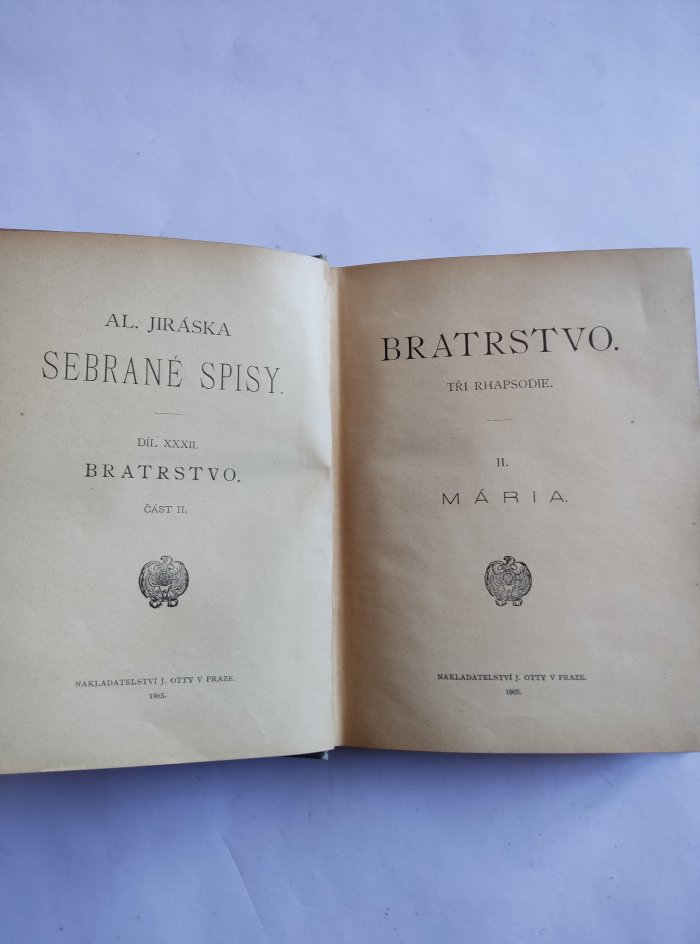 AL. JIRÁSKA
SEBRANÉ SPISY.
DÍL XXXII.
BRATRSTVO.
ČÁST II.
NAKLADATELSTVÍ J. OTTY V PRAZE.
1905.
BRATRSTVO.
TŘI RHAPSODIE.
II.
MÁRIA.
NAKLADATELSTVÍ J. OTTY V PRAZE.
1905.